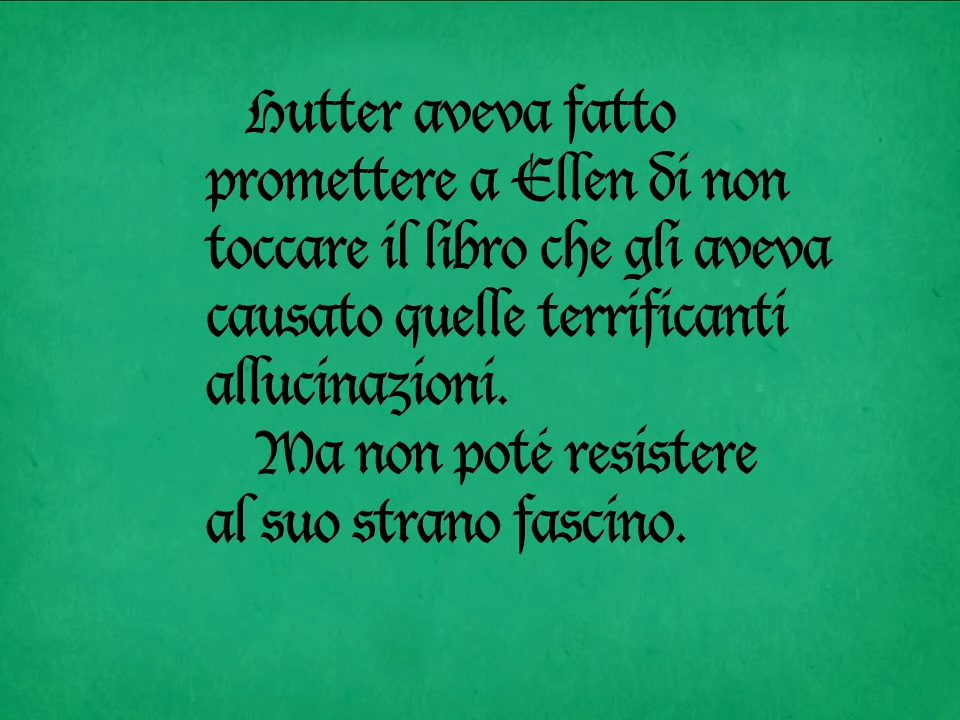 Hutter aveva fatto
promettere a Ellen di non
toccare il libro che gli aveva
causato quelle terrificanti
allucinazioni.
Ma non poté resistere
al suo strano fascino.